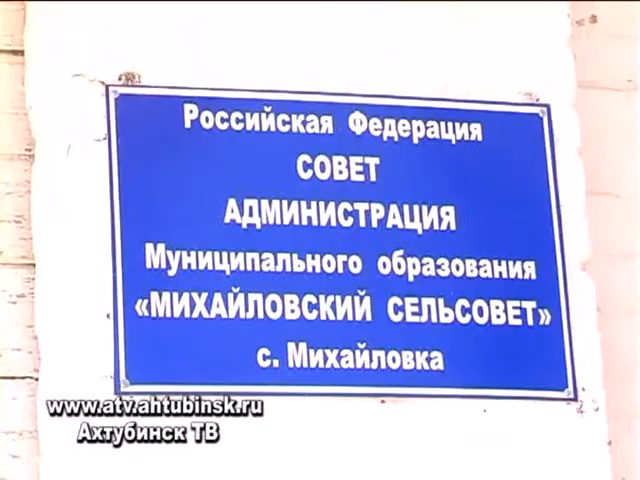 Российская Федерация
СОВЕТ
АДМИНИСТРАЦИЯ
Муниципального образования
«МИХАЙЛОВСКИЙ СЕЛЬСОВЕТ»
с. Михайловка
www.atv.ahtubinsk.ru
Ахтубинск ТВ